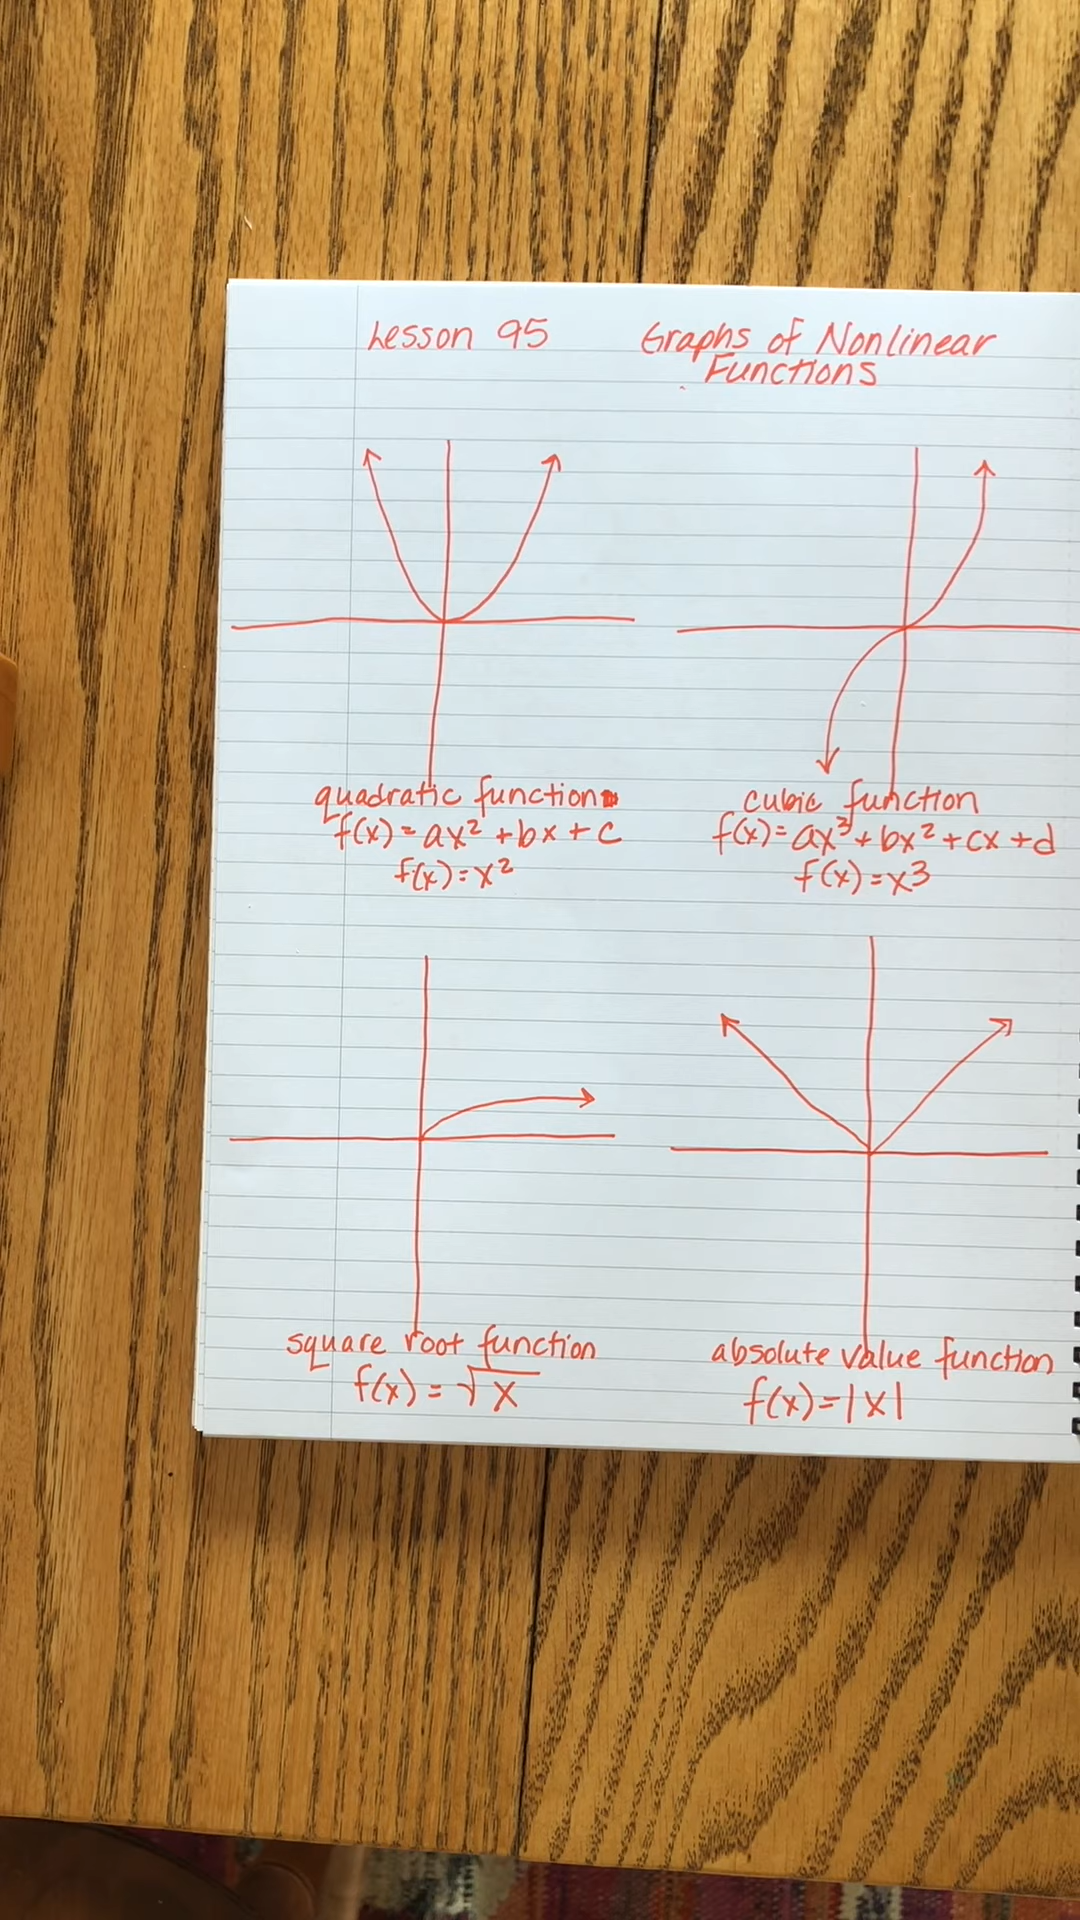 Lesson 95
Graphs of Nonlinear
Functions
quadratic function
f(x) = ax² + bx + c
f(x) = x²
cubic function
f(x) = ax³ + bx² + cx + d
f(x) = x3
square root function
f(x) = √x
absolute value function
f(x) = |x|